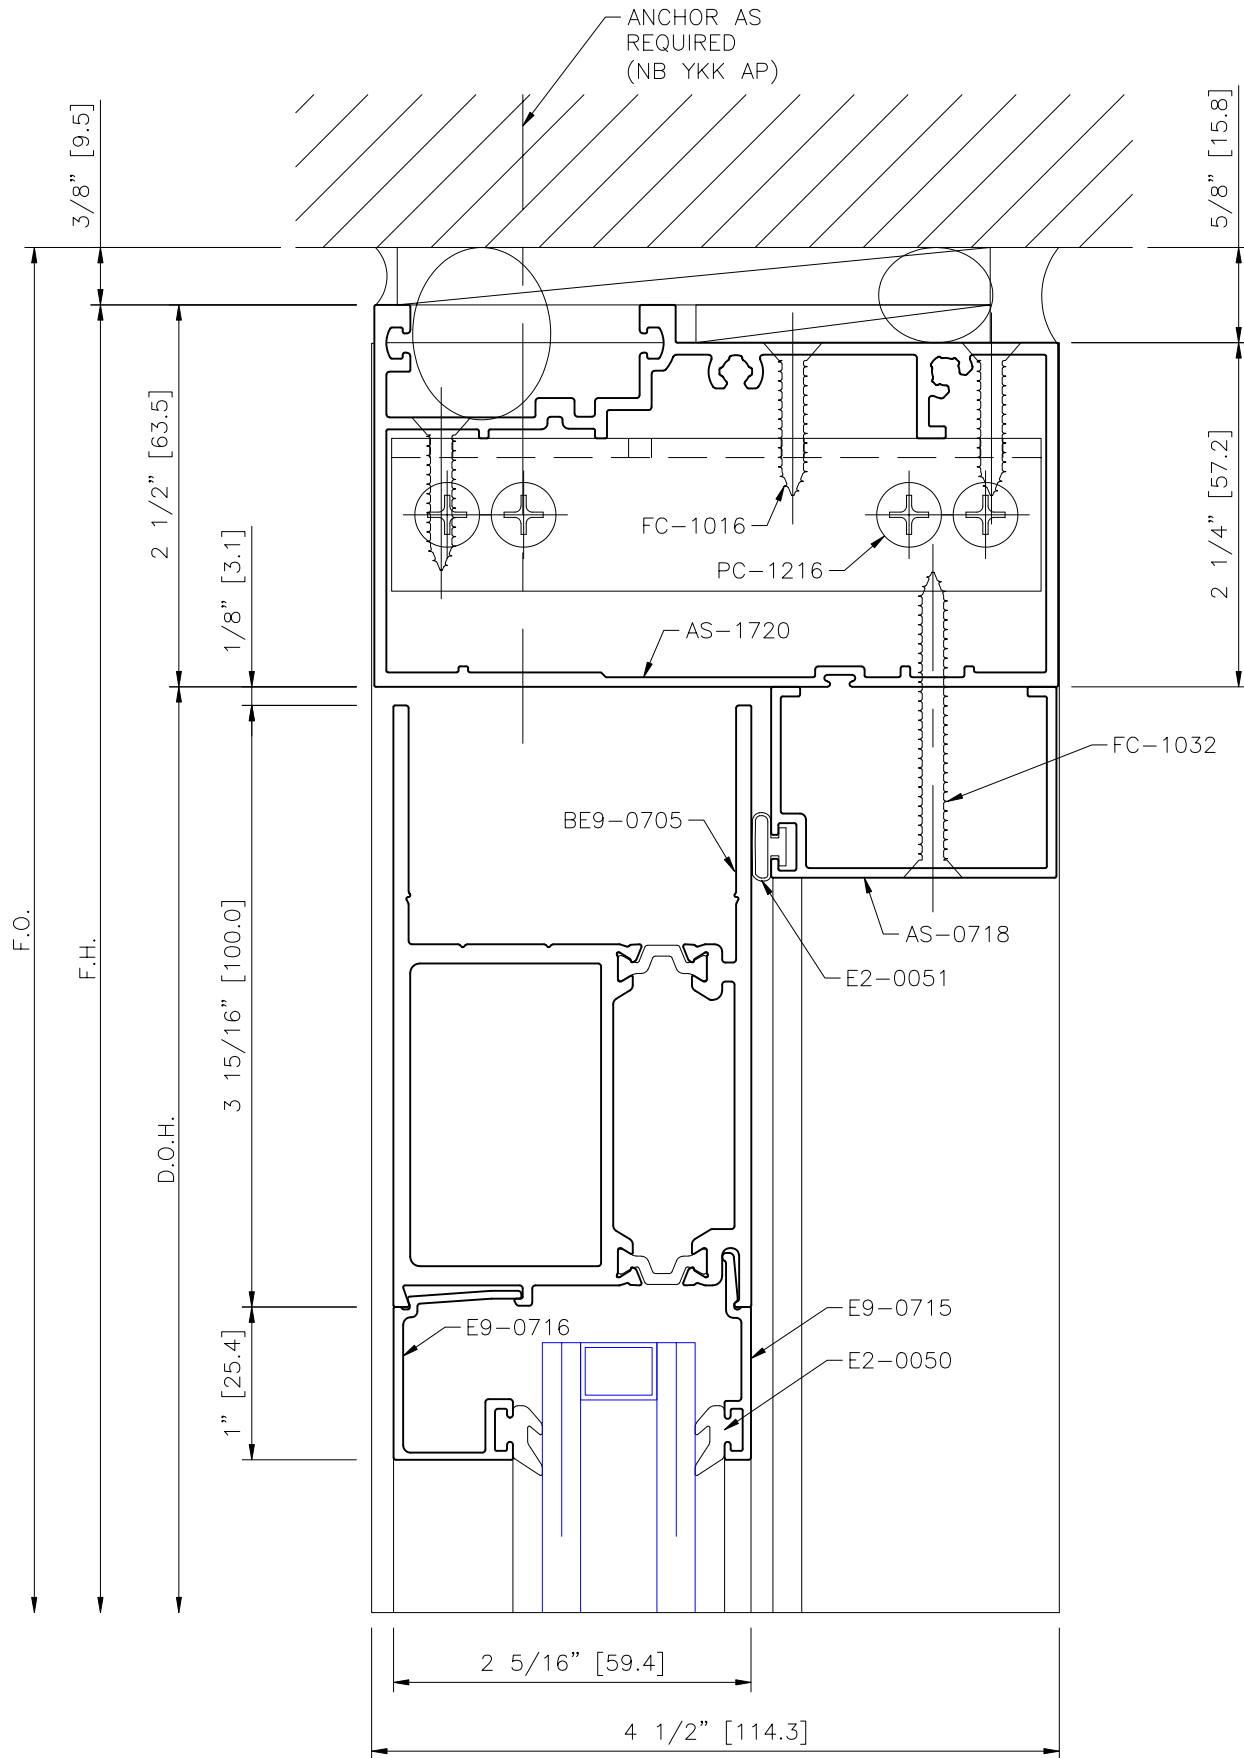 ANCHOR AS
REQUIRED
(NB YKK AP)
3/8” [9.5]
5/8” [15.8]
2 1/2” [63.5]
2 1/4” [57.2]
FC-1016
PC-1216
1/8” [3.1]
AS-1720
FC-1032
BE9-0705
AS-0718
E2-0051
F.O.
F.H.
D.O.H.
3 15/16” [100.0]
E9-0715
E9-0716
E2-0050
1” [25.4]
2 5/16” [59.4]
4 1/2” [114.3]